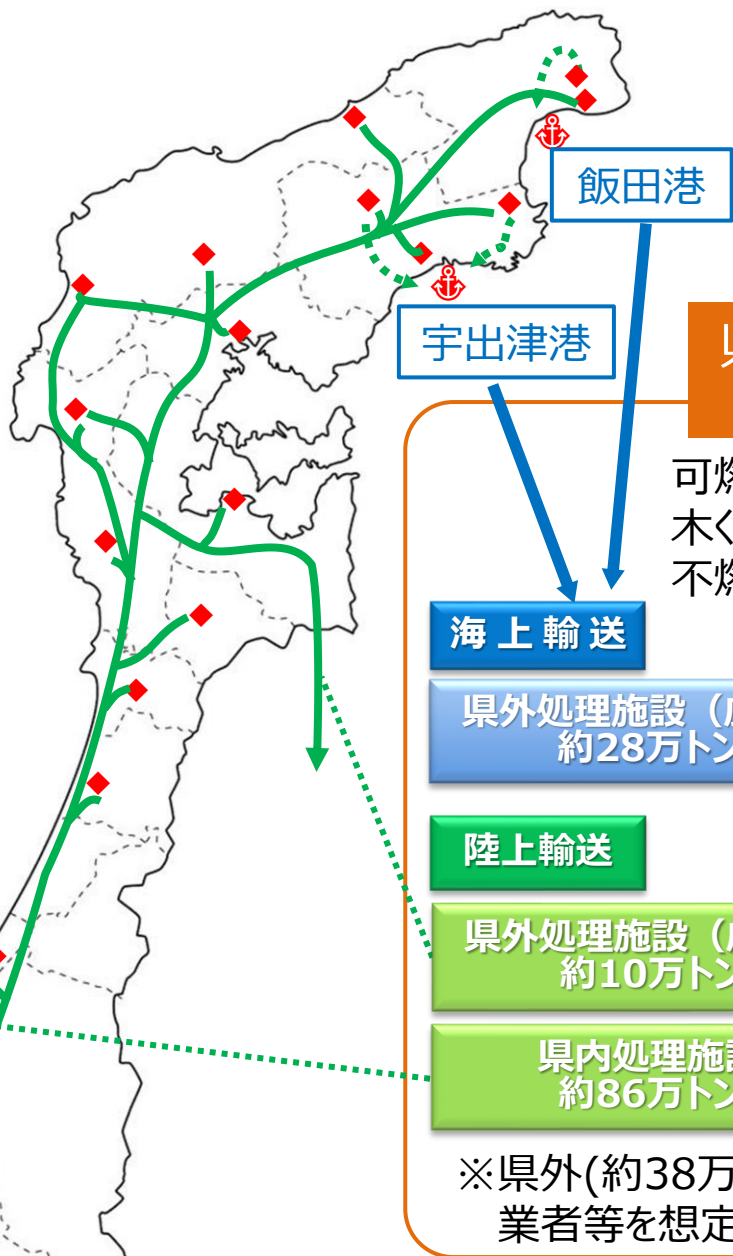 飯田港
宇出津港
可燃
木く
不燃
海上輸送
県外処理施設（広
約28万トン
陸上輸送
県外処理施設（広
約10万トン
県内処理施設
約86万トン
※県外(約38万
業者等を想定